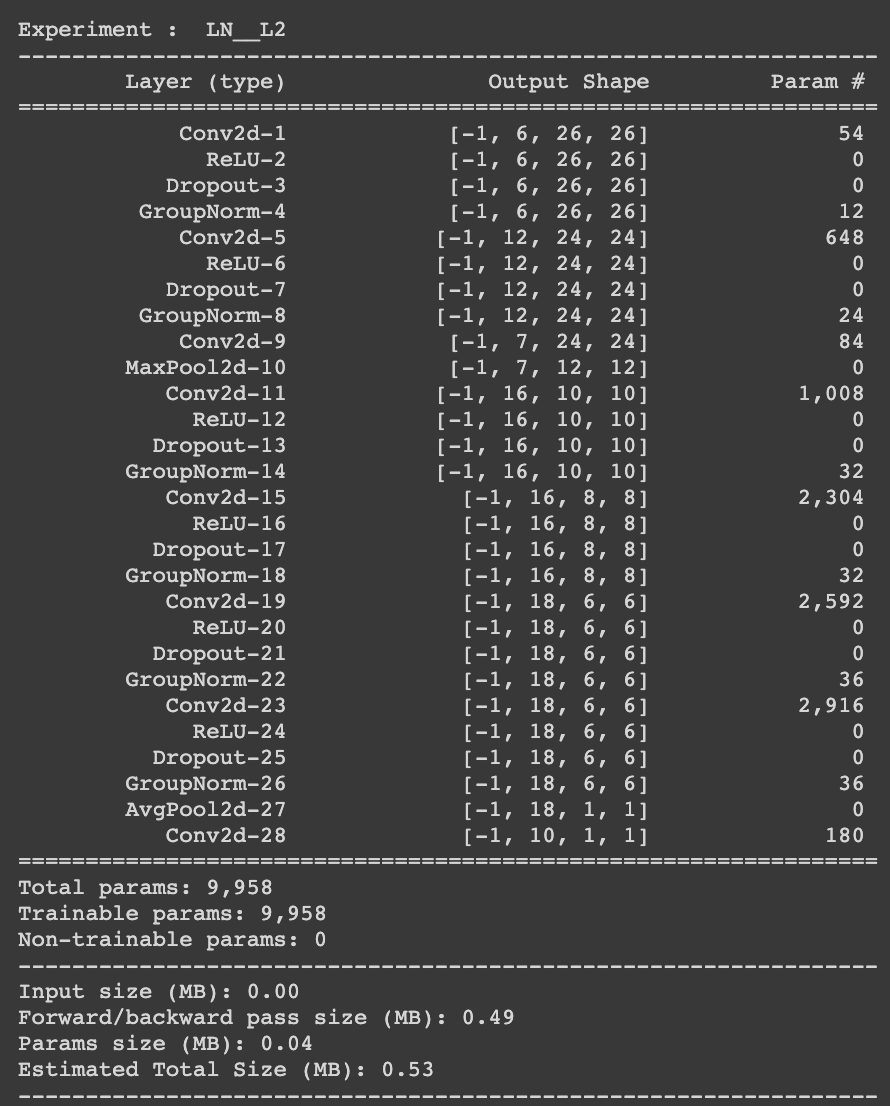 Experiment :  LN__L2
----------------------------------------------------------------
        Layer (type)               Output Shape         Param #
================================================================
            Conv2d-1            [-1, 6, 26, 26]              54
              ReLU-2            [-1, 6, 26, 26]               0
           Dropout-3            [-1, 6, 26, 26]               0
         GroupNorm-4            [-1, 6, 26, 26]              12
            Conv2d-5           [-1, 12, 24, 24]             648
              ReLU-6           [-1, 12, 24, 24]               0
           Dropout-7           [-1, 12, 24, 24]               0
         GroupNorm-8           [-1, 12, 24, 24]              24
            Conv2d-9            [-1, 7, 24, 24]              84
        MaxPool2d-10            [-1, 7, 12, 12]               0
           Conv2d-11           [-1, 16, 10, 10]           1,008
             ReLU-12           [-1, 16, 10, 10]               0
          Dropout-13           [-1, 16, 10, 10]               0
        GroupNorm-14           [-1, 16, 10, 10]              32
           Conv2d-15             [-1, 16, 8, 8]           2,304
             ReLU-16             [-1, 16, 8, 8]               0
          Dropout-17             [-1, 16, 8, 8]               0
        GroupNorm-18             [-1, 16, 8, 8]              32
           Conv2d-19             [-1, 18, 6, 6]           2,592
             ReLU-20             [-1, 18, 6, 6]               0
          Dropout-21             [-1, 18, 6, 6]               0
        GroupNorm-22             [-1, 18, 6, 6]              36
           Conv2d-23             [-1, 18, 6, 6]           2,916
             ReLU-24             [-1, 18, 6, 6]               0
          Dropout-25             [-1, 18, 6, 6]               0
        GroupNorm-26             [-1, 18, 6, 6]              36
        AvgPool2d-27             [-1, 18, 1, 1]               0
           Conv2d-28             [-1, 10, 1, 1]             180
================================================================
Total params: 9,958
Trainable params: 9,958
Non-trainable params: 0
----------------------------------------------------------------
Input size (MB): 0.00
Forward/backward pass size (MB): 0.49
Params size (MB): 0.04
Estimated Total Size (MB): 0.53
----------------------------------------------------------------